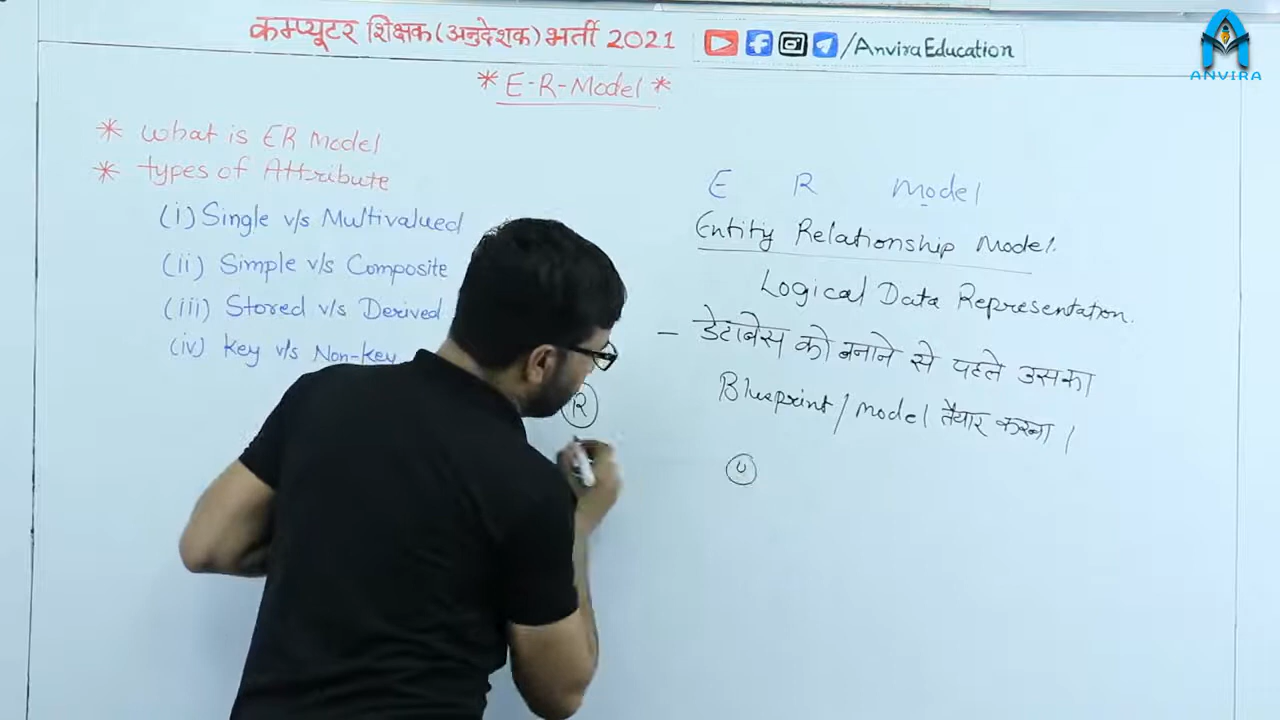 कम्प्यूटर शिक्षक (अनुदेशक) भर्ती 2021
/AnviraEducation
ANVIRA
* E-R-Model *
* What is ER Model
* types of Attribute
(i) Single v/s Multivalued
(ii) Simple v/s Composite
(iii) Stored v/s Derived
(iv) Key v/s Non-Key
R
E R Model
Entity Relationship Model.
Logical Data Representation.
– डेटाबेस को बनाने से पहले उसका
Blueprint / Model तैयार करना।
U